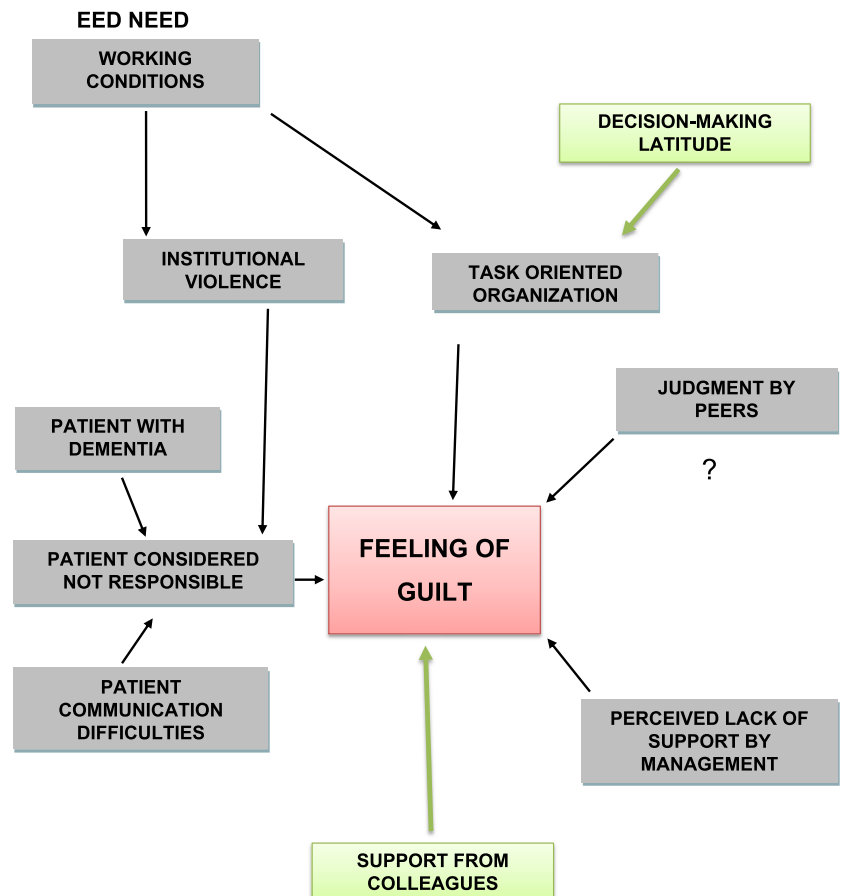 EED NEED
WORKING
CONDITIONS
DECISION-MAKING
LATITUDE
INSTITUTIONAL
VIOLENCE
TASK ORIENTED
ORGANIZATION
JUDGMENT BY
PEERS
?
PATIENT WITH
DEMENTIA
PATIENT CONSIDERED
NOT RESPONSIBLE
FEELING OF
GUILT
PATIENT
COMMUNICATION
DIFFICULTIES
PERCEIVED LACK OF
SUPPORT BY
MANAGEMENT
SUPPORT FROM
COLLEAGUES